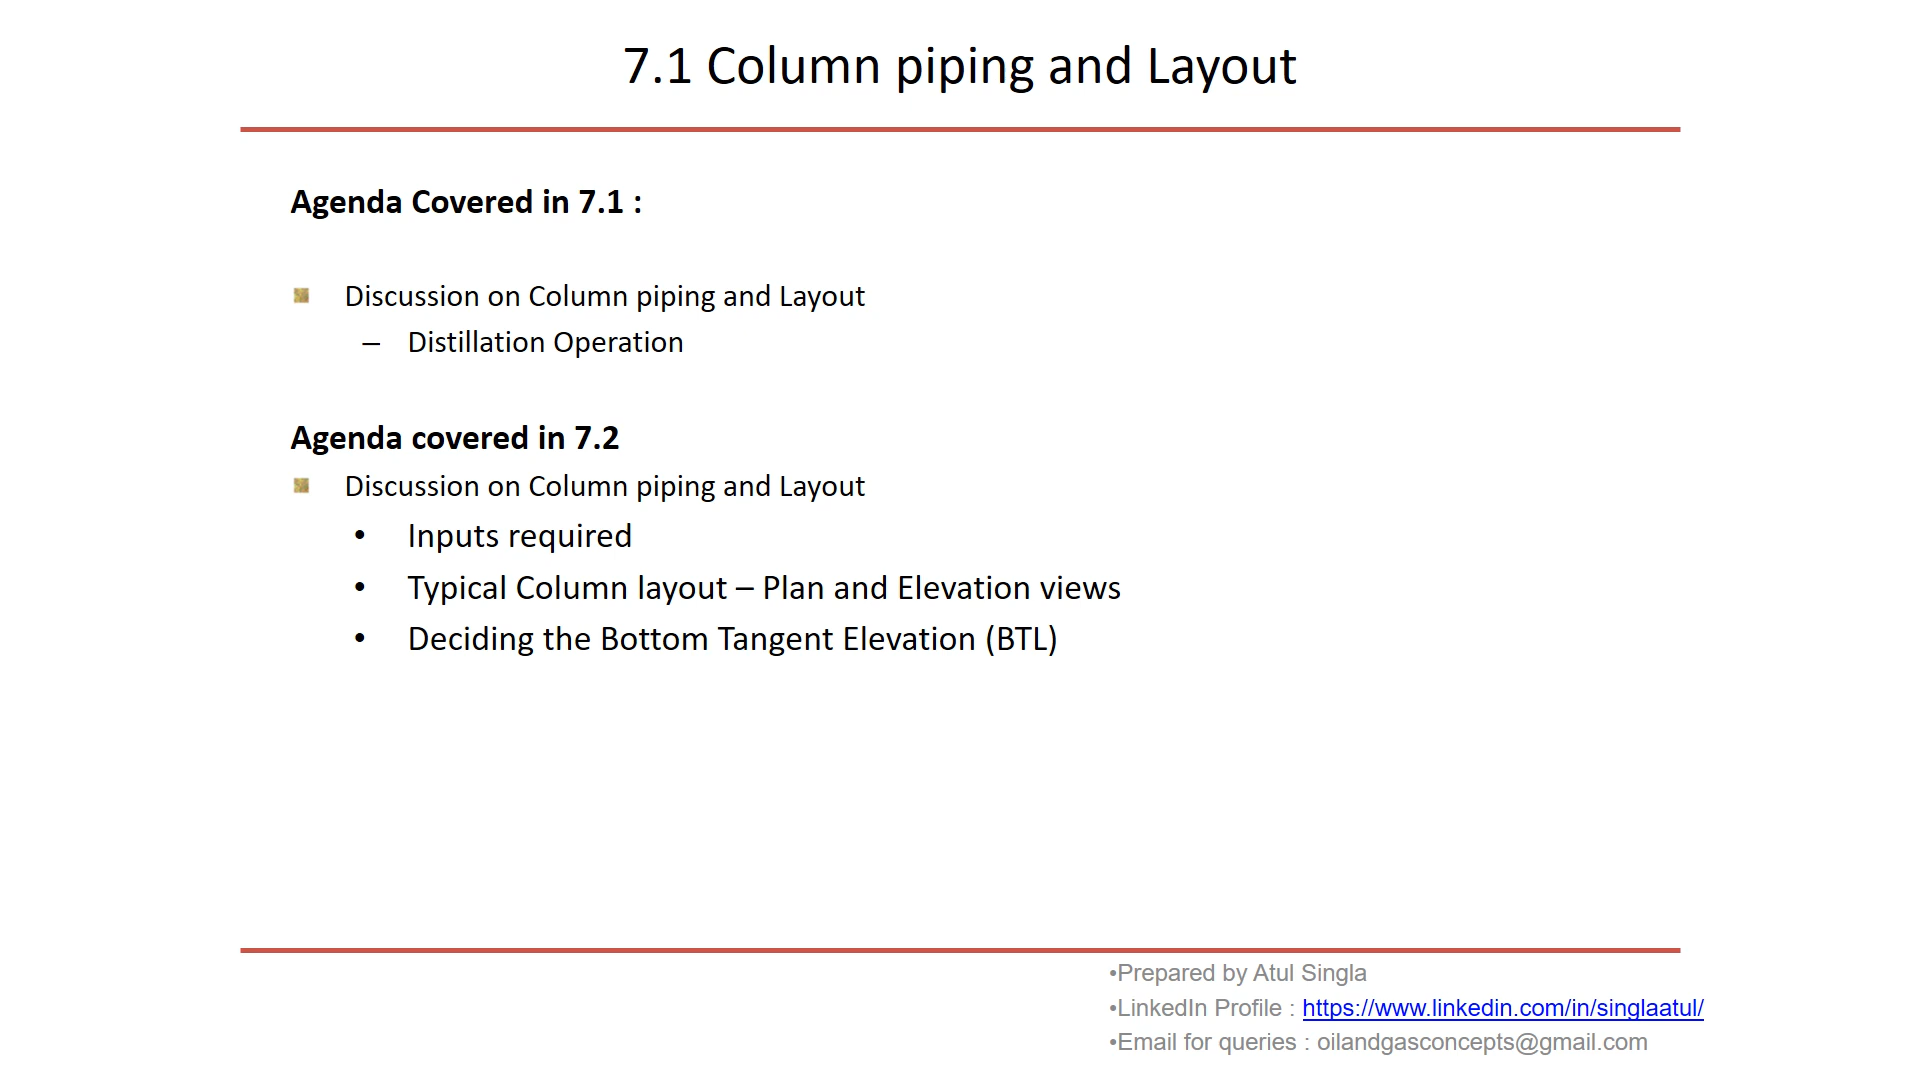 7.1 Column piping and Layout
Agenda Covered in 7.1 :
Discussion on Column piping and Layout
– Distillation Operation
Agenda covered in 7.2
Discussion on Column piping and Layout
• Inputs required
• Typical Column layout – Plan and Elevation views
• Deciding the Bottom Tangent Elevation (BTL)
•Prepared by Atul Singla
•LinkedIn Profile : https://www.linkedin.com/in/singlaatul/
•Email for queries : oilandgasconcepts@gmail.com